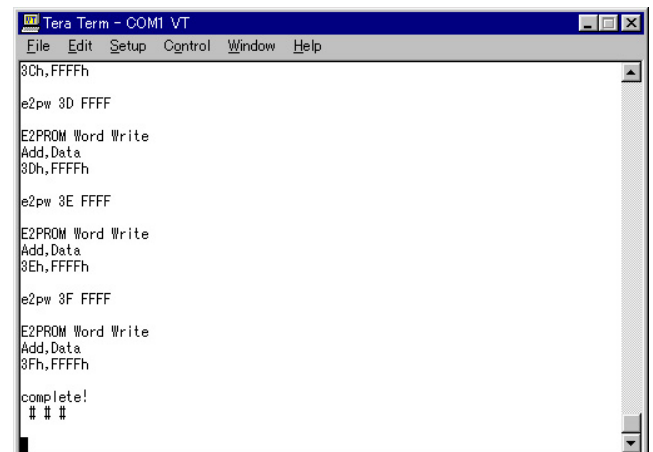 Tera Term - COM1 VT
File Edit Setup Control Window Help
3Ch,FFFFh
e2pw 3D FFFF
E2PROM Word Write
Add,Data
3Dh,FFFFh
e2pw 3E FFFF
E2PROM Word Write
Add,Data
3Eh,FFFFh
e2pw 3F FFFF
E2PROM Word Write
Add,Data
3Fh,FFFFh
complete!
# # #